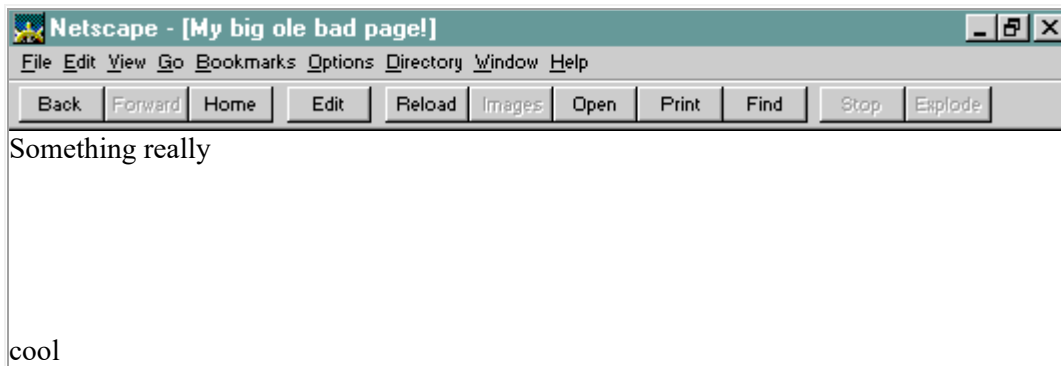 Netscape - [My big ole bad page!]
File Edit View Go Bookmarks Options Directory Window Help
Back Forward Home Edit Reload Images Open Print Find Stop Explode
Something really
cool